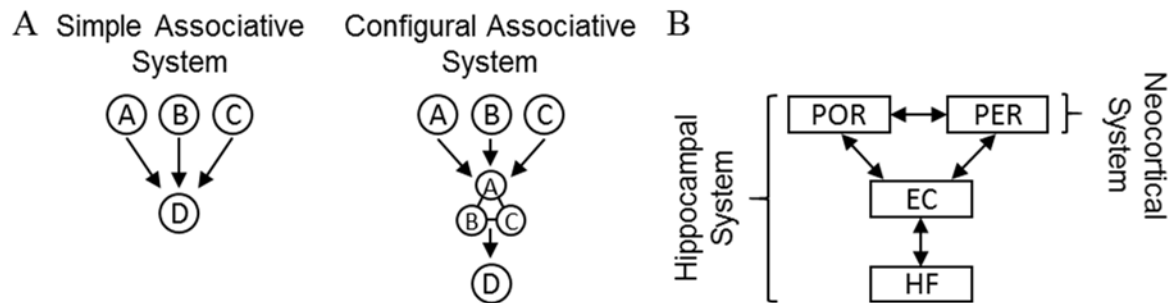 A
Simple Associative
System
A B C
D
Configural Associative
System
A B C
A
B C
D
B
Hippocampal
System
POR PER
EC
HF
Neocortical
System